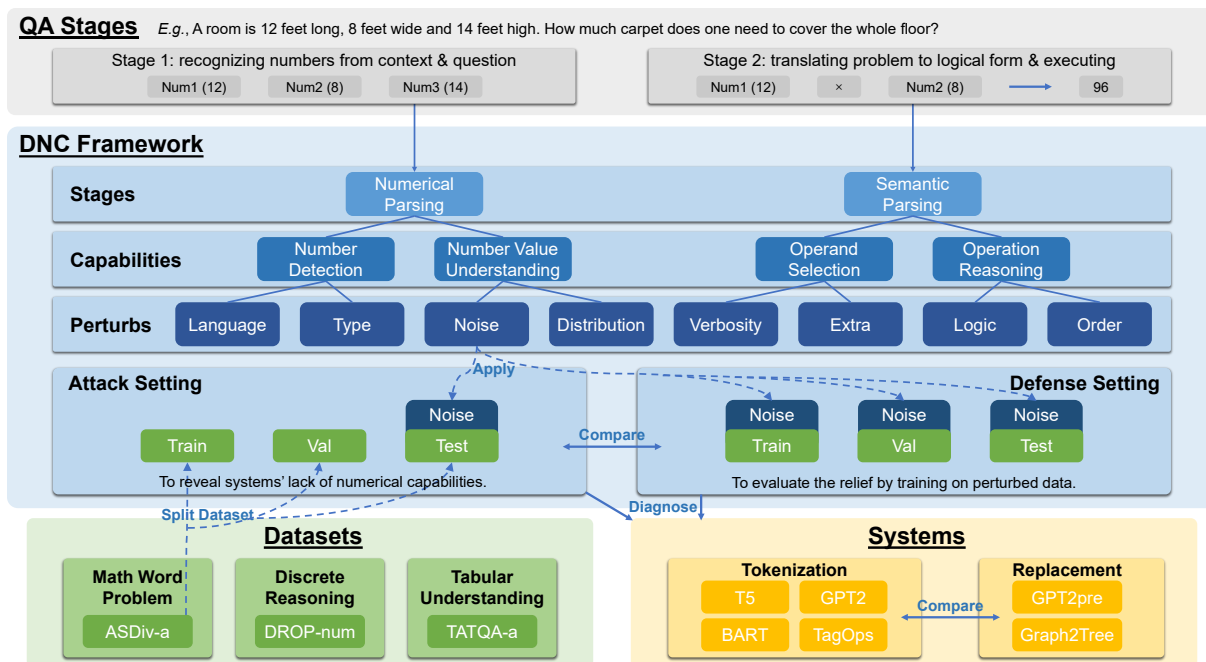 QA Stages
E.g., A room is 12 feet long, 8 feet wide and 14 feet high. How much carpet does one need to cover the whole floor?
Stage 1: recognizing numbers from context & question
Num1 (12)
Num2 (8)
Num3 (14)
Stage 2: translating problem to logical form & executing
Num1 (12)
×
Num2 (8)
96
DNC Framework
Stages
Numerical
Parsing
Semantic
Parsing
Capabilities
Number
Detection
Number Value
Understanding
Operand
Selection
Operation
Reasoning
Perturbs
Language
Type
Noise
Distribution
Verbosity
Extra
Logic
Order
Attack Setting
Apply
Noise
Train
Val
Test
To reveal systems' lack of numerical capabilities.
Compare
Defense Setting
Noise
Noise
Noise
Train
Val
Test
To evaluate the relief by training on perturbed data.
Split Dataset
Diagnose
Datasets
Math Word
Problem
ASDiv-a
Discrete
Reasoning
DROP-num
Tabular
Understanding
TATQA-a
Systems
Tokenization
T5
GPT2
BART
TagOps
Compare
Replacement
GPT2pre
Graph2Tree